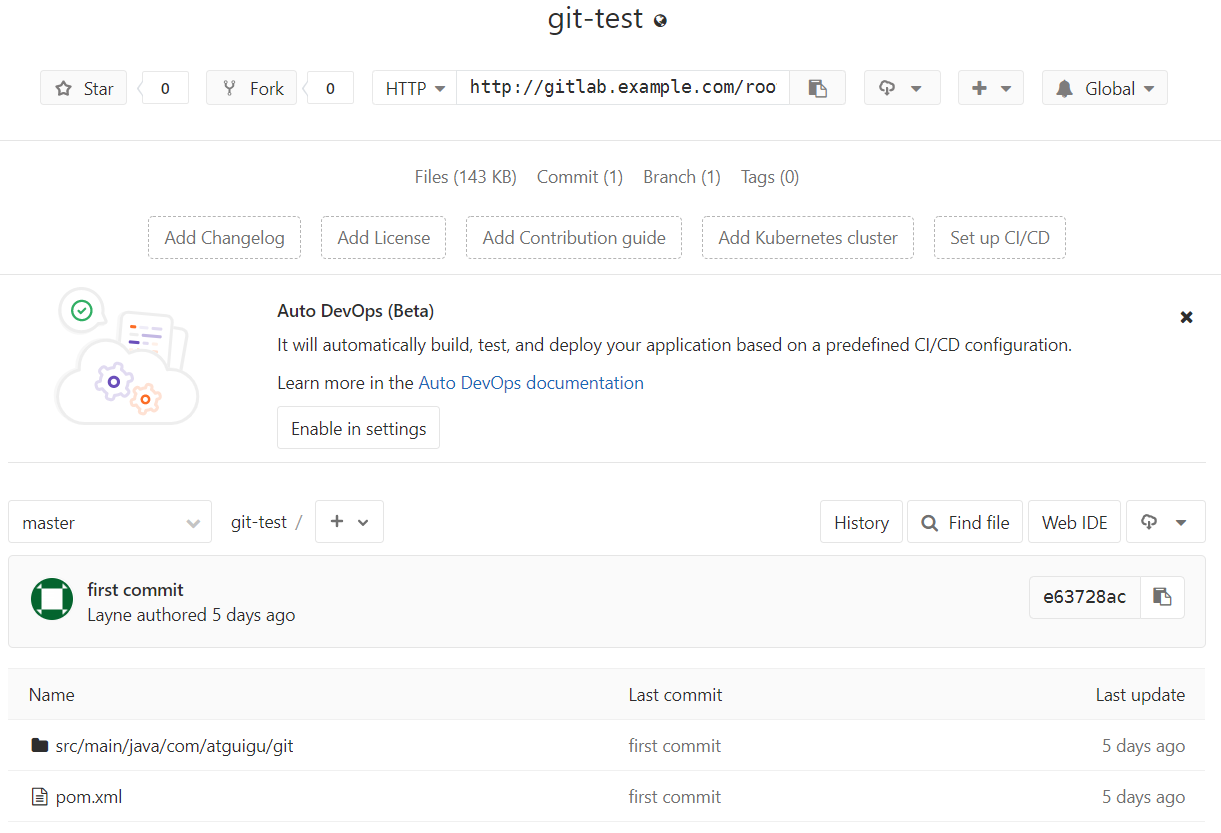 git-test
Star 0 Fork 0 HTTP http://gitlab.example.com/roo Global
Files (143 KB) Commit (1) Branch (1) Tags (0)
Add Changelog Add License Add Contribution guide Add Kubernetes cluster Set up CI/CD
Auto DevOps (Beta)
It will automatically build, test, and deploy your application based on a predefined CI/CD configuration.
Learn more in the Auto DevOps documentation
Enable in settings
master git-test / History Find file Web IDE
first commit
Layne authored 5 days ago
e63728ac
Name Last commit Last update
src/main/java/com/atguigu/git first commit 5 days ago
pom.xml first commit 5 days ago